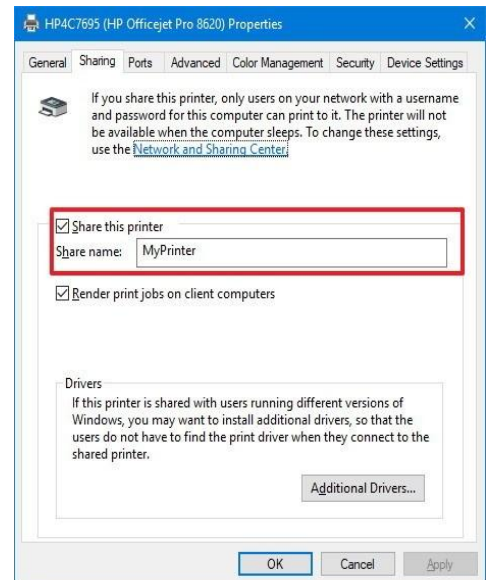 HP4C7695 (HP Officejet Pro 8620) Properties
General Sharing Ports Advanced Color Management Security Device Settings
If you share this printer, only users on your network with a username
and password for this computer can print to it. The printer will not
be available when the computer sleeps. To change these settings,
use the Network and Sharing Center.
Share this printer
Share name: MyPrinter
Render print jobs on client computers
Drivers
If this printer is shared with users running different versions of
Windows, you may want to install additional drivers, so that the
users do not have to find the print driver when they connect to the
shared printer.
Additional Drivers...
OK Cancel Apply